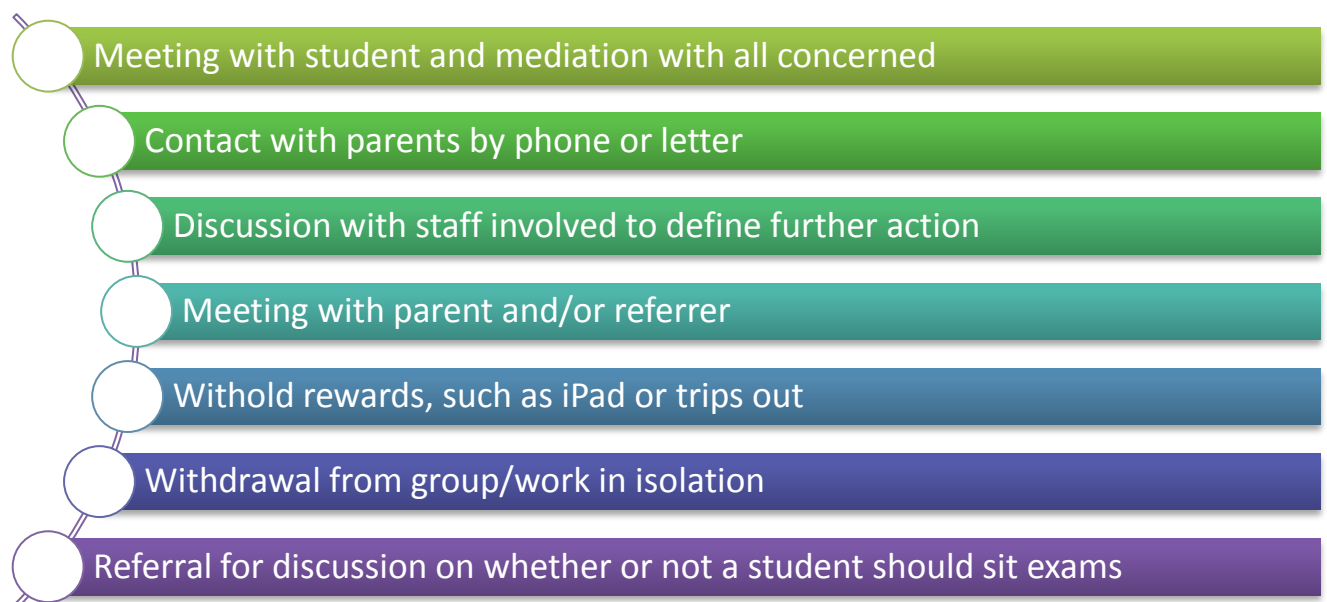 Meeting with student and mediation with all concerned
Contact with parents by phone or letter
Discussion with staff involved to define further action
Meeting with parent and/or referrer
Withold rewards, such as iPad or trips out
Withdrawal from group/work in isolation
Referral for discussion on whether or not a student should sit exams